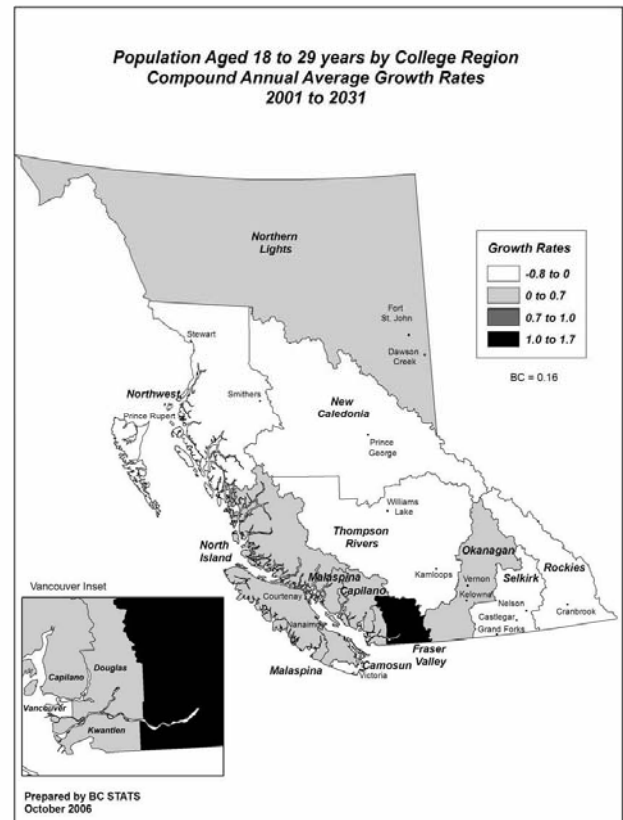 Population Aged 18 to 29 years by College Region
Compound Annual Average Growth Rates
2001 to 2031
Northern
Lights
Growth Rates
-0.8 to 0
0 to 0.7
0.7 to 1.0
1.0 to 1.7
BC = 0.16
Fort
St. John
Dawson
Creek
Stewart
Northwest
Smithers
Prince Rupert
New
Caledonia
Prince
George
Williams
Lake
Thompson
Rivers
North
Island
Okanagan
Malaspina
Capilano
Kamloops
Vernon
Selkirk
Rockies
Courtenay
Kelowna
Nelson
Cranbrook
Castlegar
Grand Forks
Nanaimo
Fraser
Valley
Malaspina
Camosun
Victoria
Vancouver Inset
Capilano
Douglas
Vancouver
Kwantlen
Prepared by BC STATS
October 2006